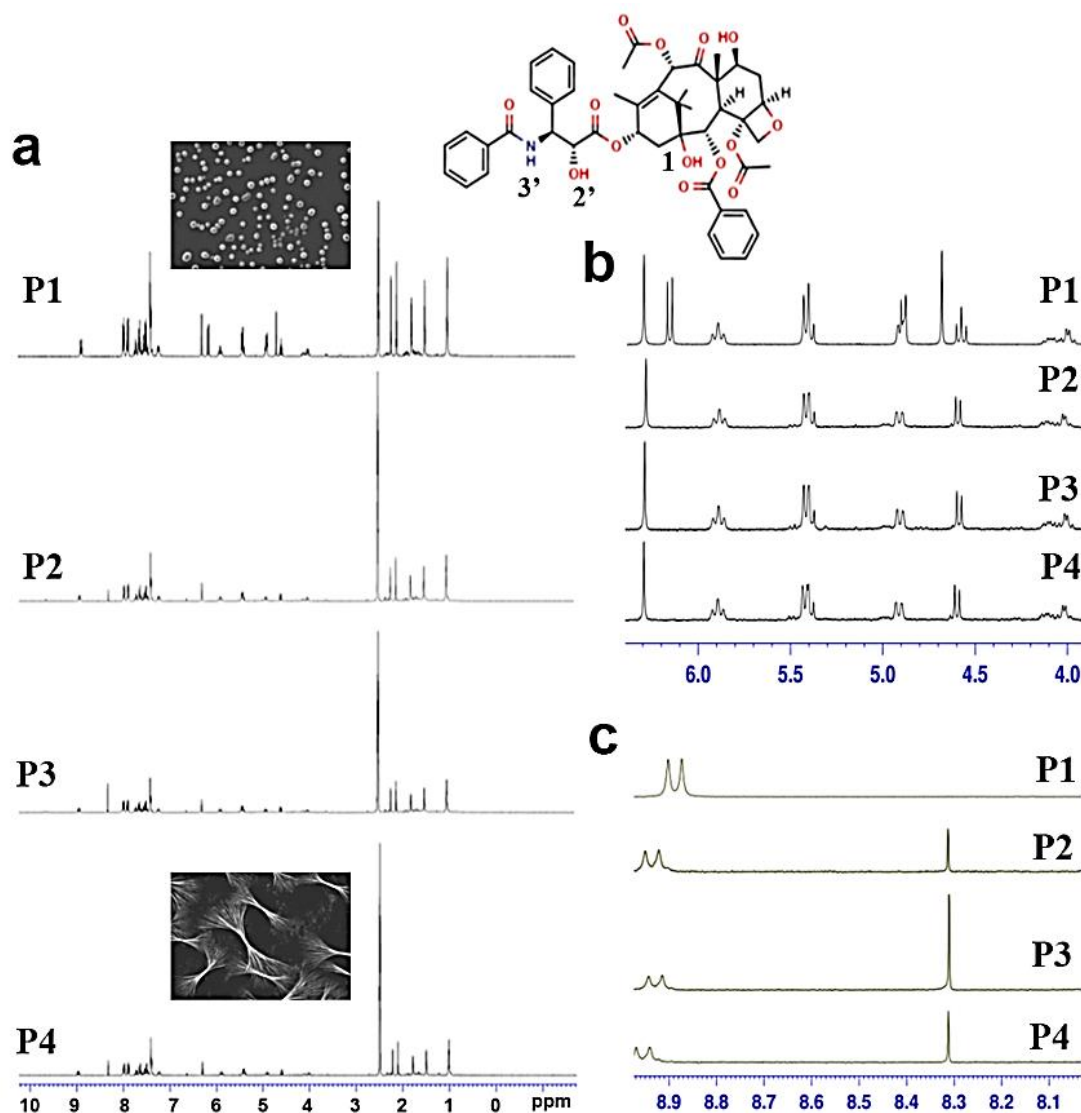 O HO
O O
O O H H
N O O
H OH 1 OH O O
3' 2' O O O
a
P1
P2
P3
P4
10 9 8 7 6 5 4 3 2 1 0 ppm
b
P1
P2
P3
P4
6.0 5.5 5.0 4.5 4.0
c
P1
P2
P3
P4
8.9 8.8 8.7 8.6 8.5 8.4 8.3 8.2 8.1